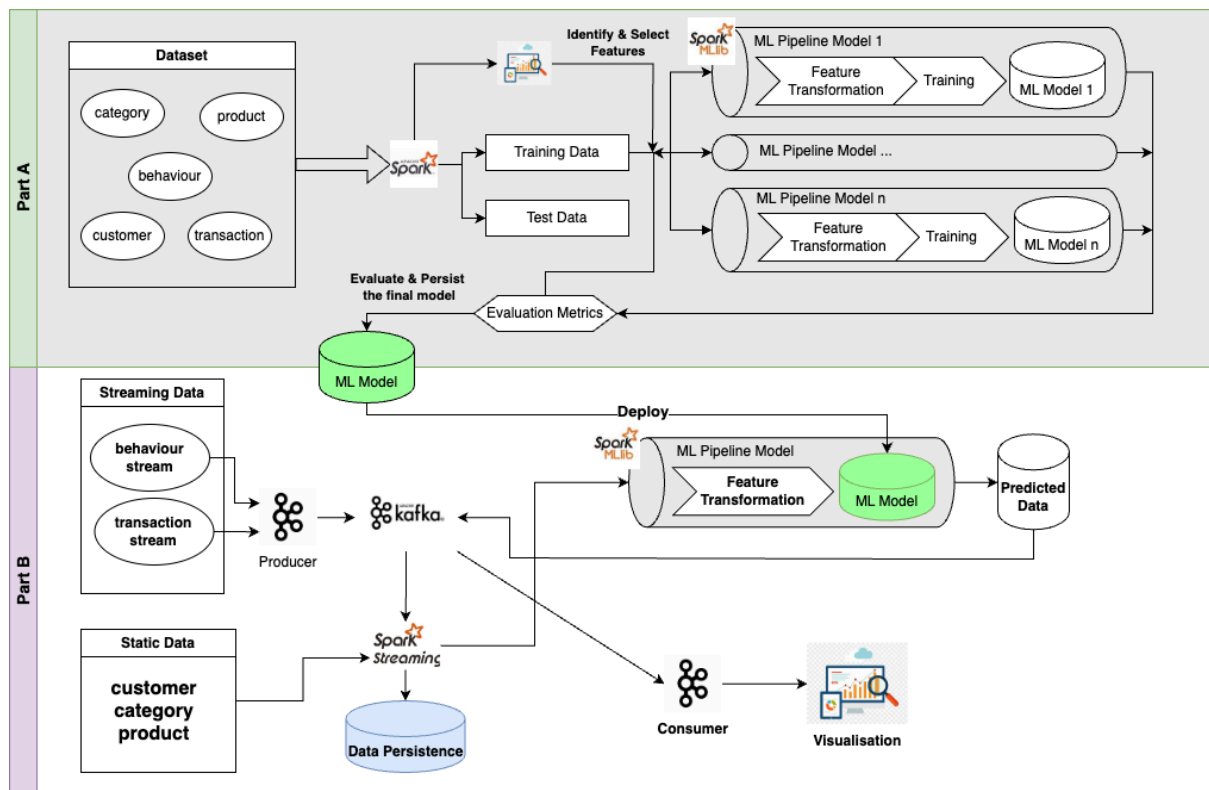 Part A
Dataset
category
product
behaviour
customer
transaction
APACHE
Spark
Identify & Select
Features
Training Data
Test Data
Spark
MLlib
ML Pipeline Model 1
Feature
Transformation
Training
ML Model 1
ML Pipeline Model ...
ML Pipeline Model n
Feature
Transformation
Training
ML Model n
Evaluate & Persist
the final model
Evaluation Metrics
ML Model
Part B
Streaming Data
behaviour
stream
transaction
stream
Producer
APACHE
kafka
Deploy
Spark
MLlib
ML Pipeline Model
Feature
Transformation
ML Model
Predicted
Data
Static Data
customer
category
product
Spark
Streaming
Data Persistence
Consumer
Visualisation